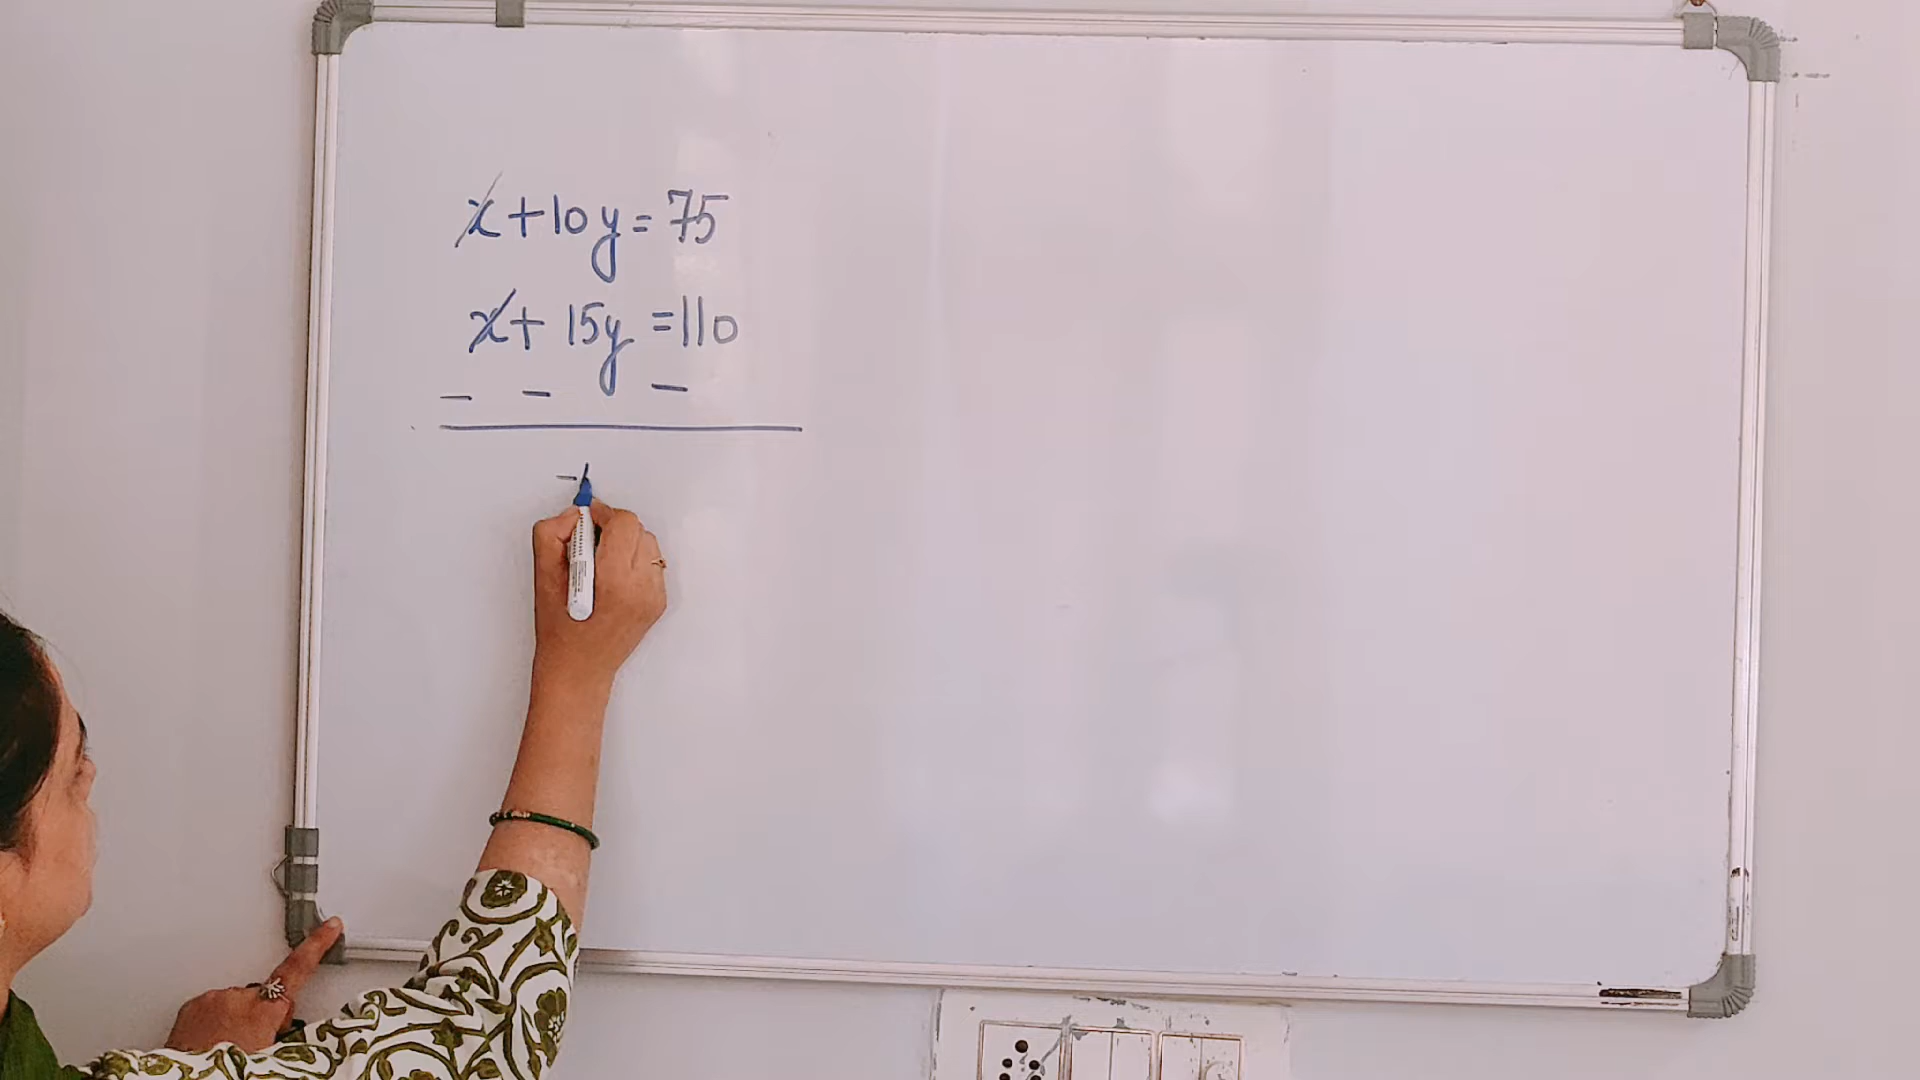 x+10y=75
x+ 15y =110
— — —
-